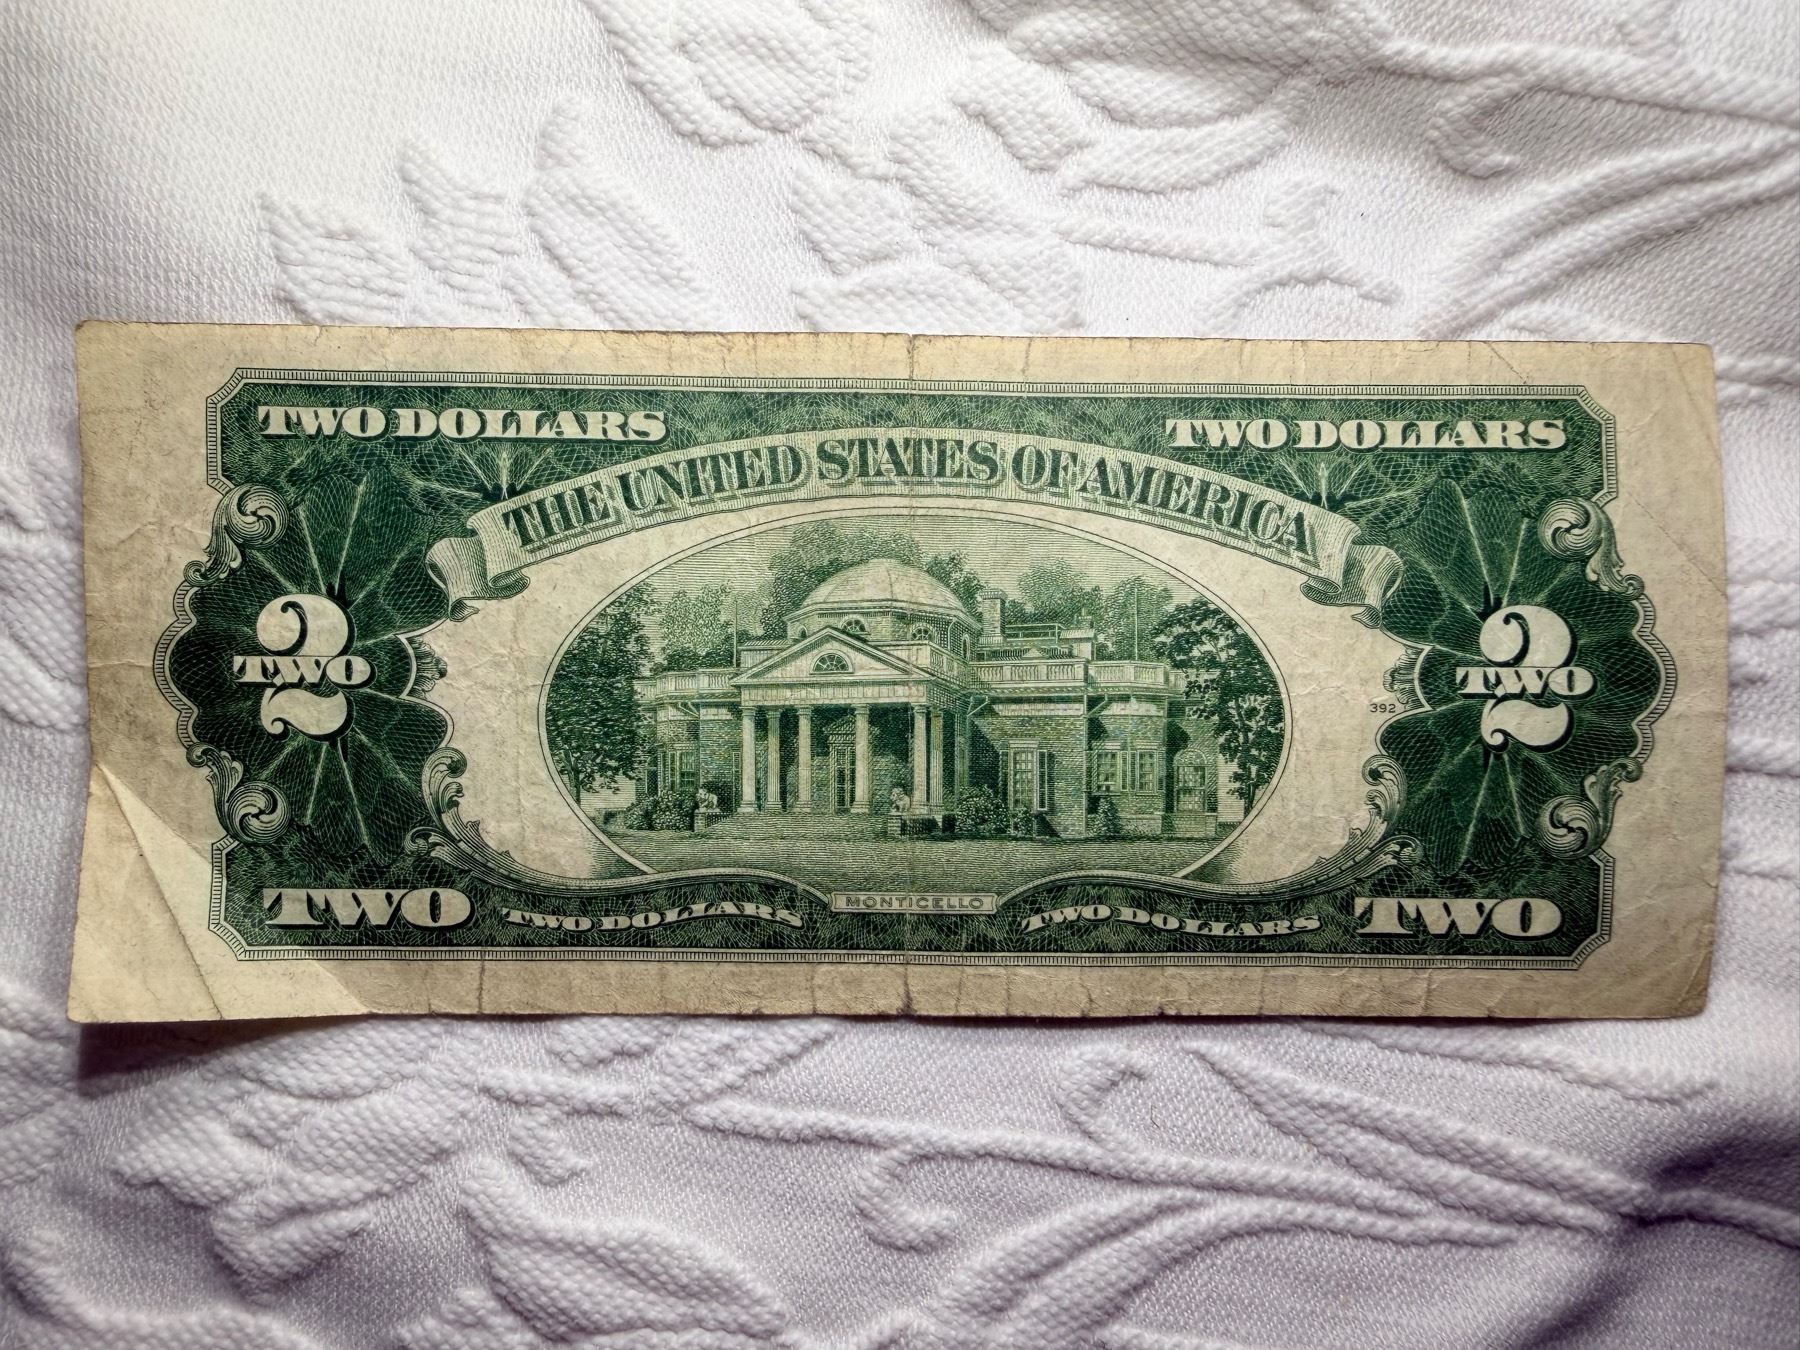 TWO DOLLARS
TWO DOLLARS
THE UNITED STATES OF AMERICA
2
TWO
2
TWO
392
TWO
TWO DOLLARS
MONTICELLO
TWO DOLLARS
TWO